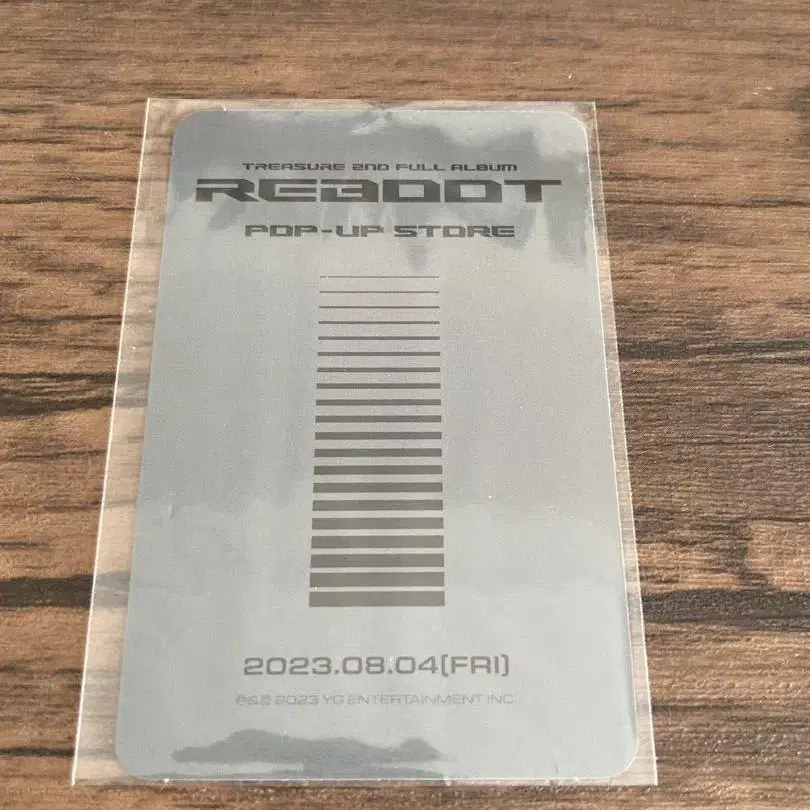 TREASURE 2ND FULL ALBUM
REBOOT
POP-UP STORE
2023.08.04(FRI)
©&℗ 2023 YG ENTERTAINMENT INC.